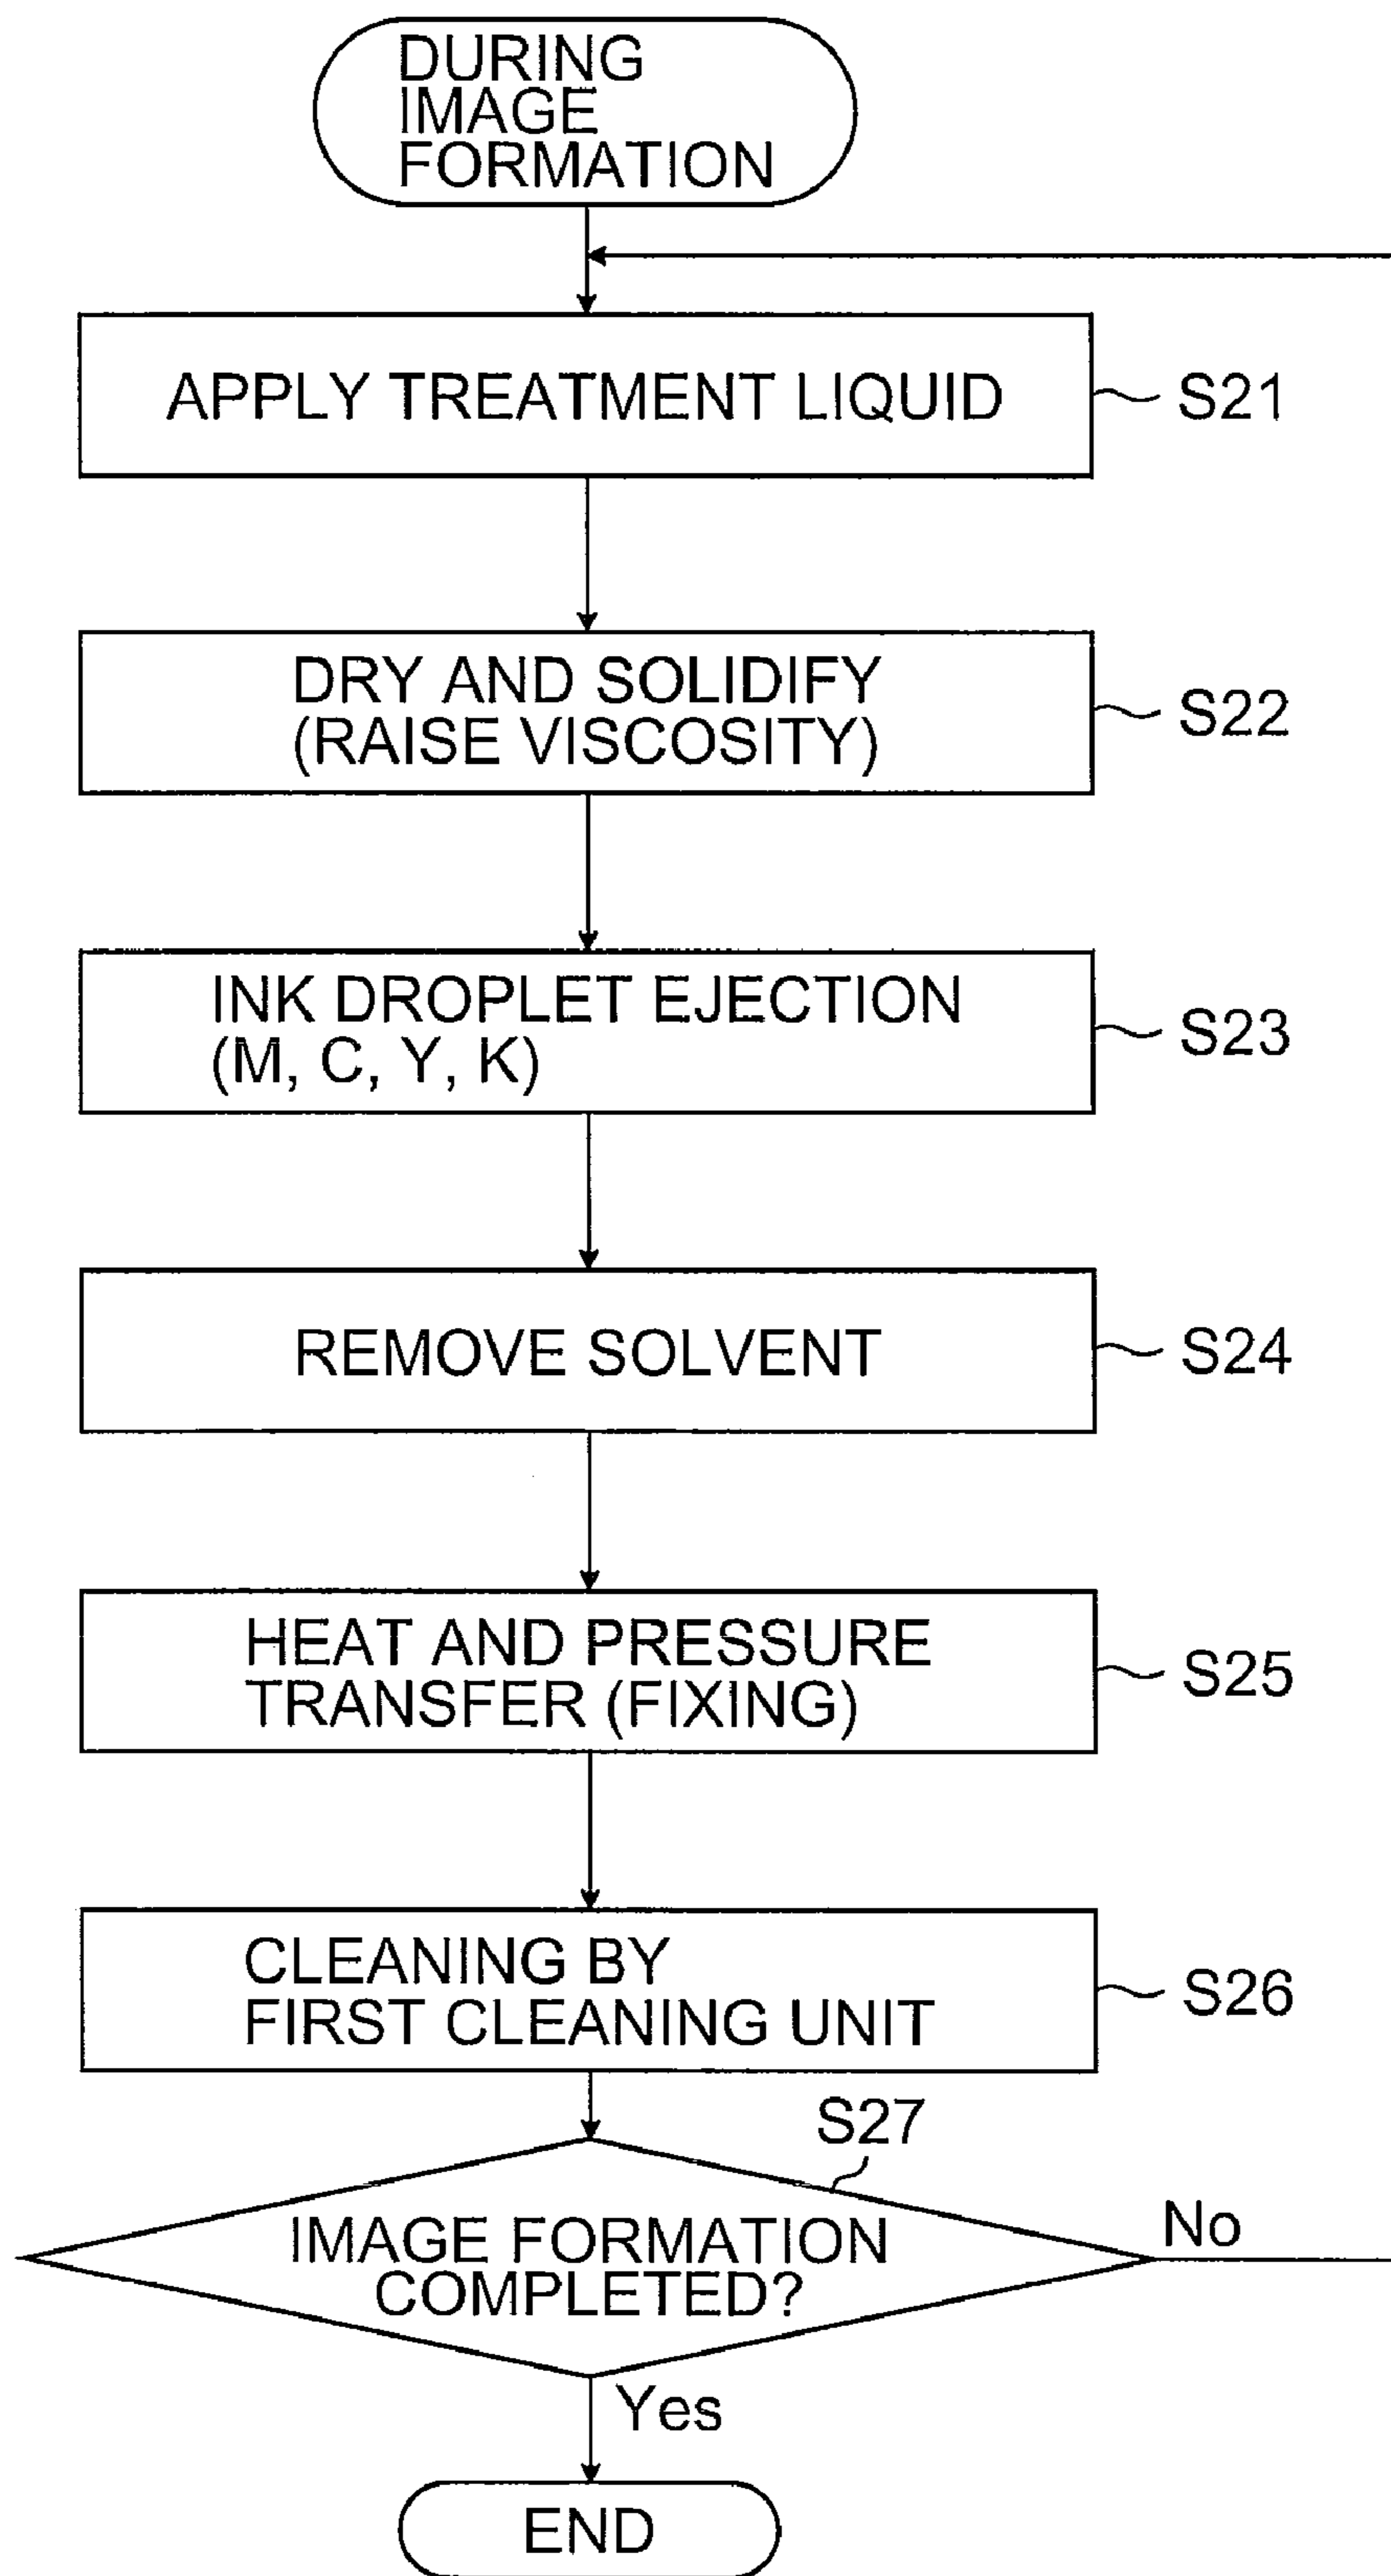 DURING
IMAGE
FORMATION
APPLY TREATMENT LIQUID
S21
DRY AND SOLIDIFY
(RAISE VISCOSITY)
S22
INK DROPLET EJECTION
(M, C, Y, K)
S23
REMOVE SOLVENT
S24
HEAT AND PRESSURE
TRANSFER (FIXING)
S25
CLEANING BY
FIRST CLEANING UNIT
S26
S27
IMAGE FORMATION
COMPLETED?
No
Yes
END